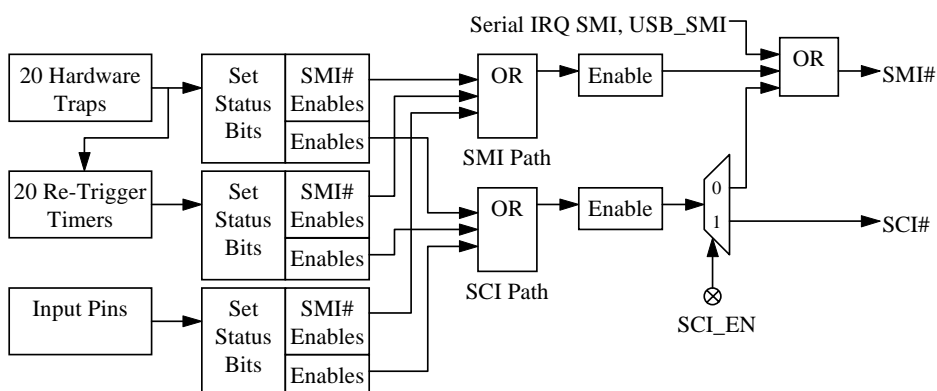 Serial IRQ SMI, USB_SMI
20 Hardware
Traps
Set
Status
Bits
SMI#
Enables
Enables
OR
SMI Path
Enable
OR
SMI#
20 Re-Trigger
Timers
Set
Status
Bits
SMI#
Enables
Enables
OR
SCI Path
Enable
0
1
SCI#
SCI_EN
Input Pins
Set
Status
Bits
SMI#
Enables
Enables